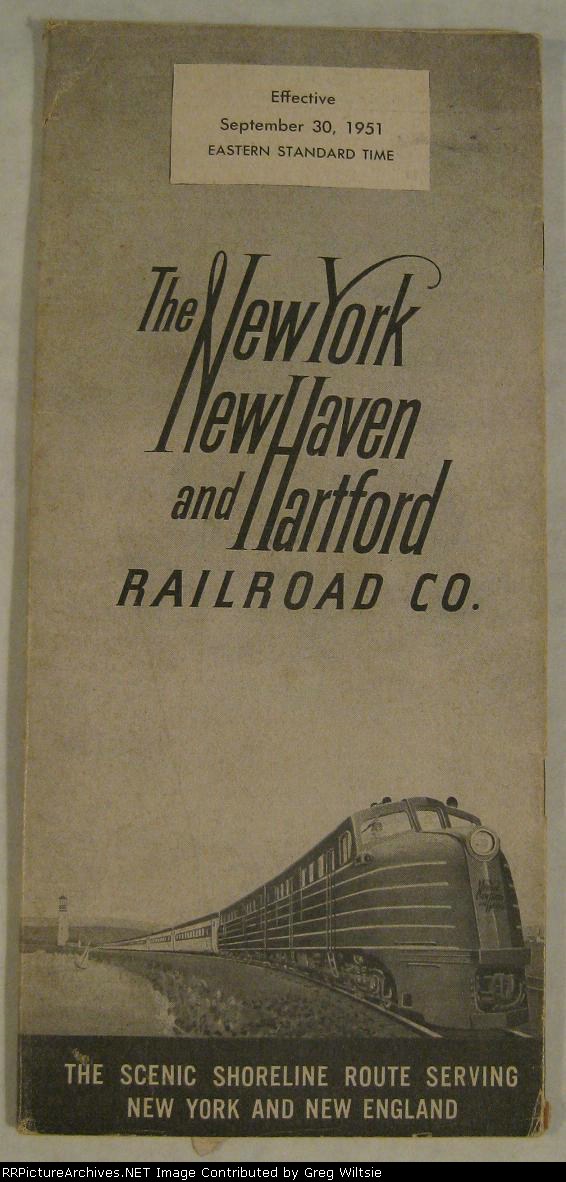 Effective
September 30, 1951
EASTERN STANDARD TIME
The New York
New Haven
and Hartford
RAILROAD CO.
THE SCENIC SHORELINE ROUTE SERVING
NEW YORK AND NEW ENGLAND
RRPictureArchives.NET Image Contributed by Greg Wiltsie